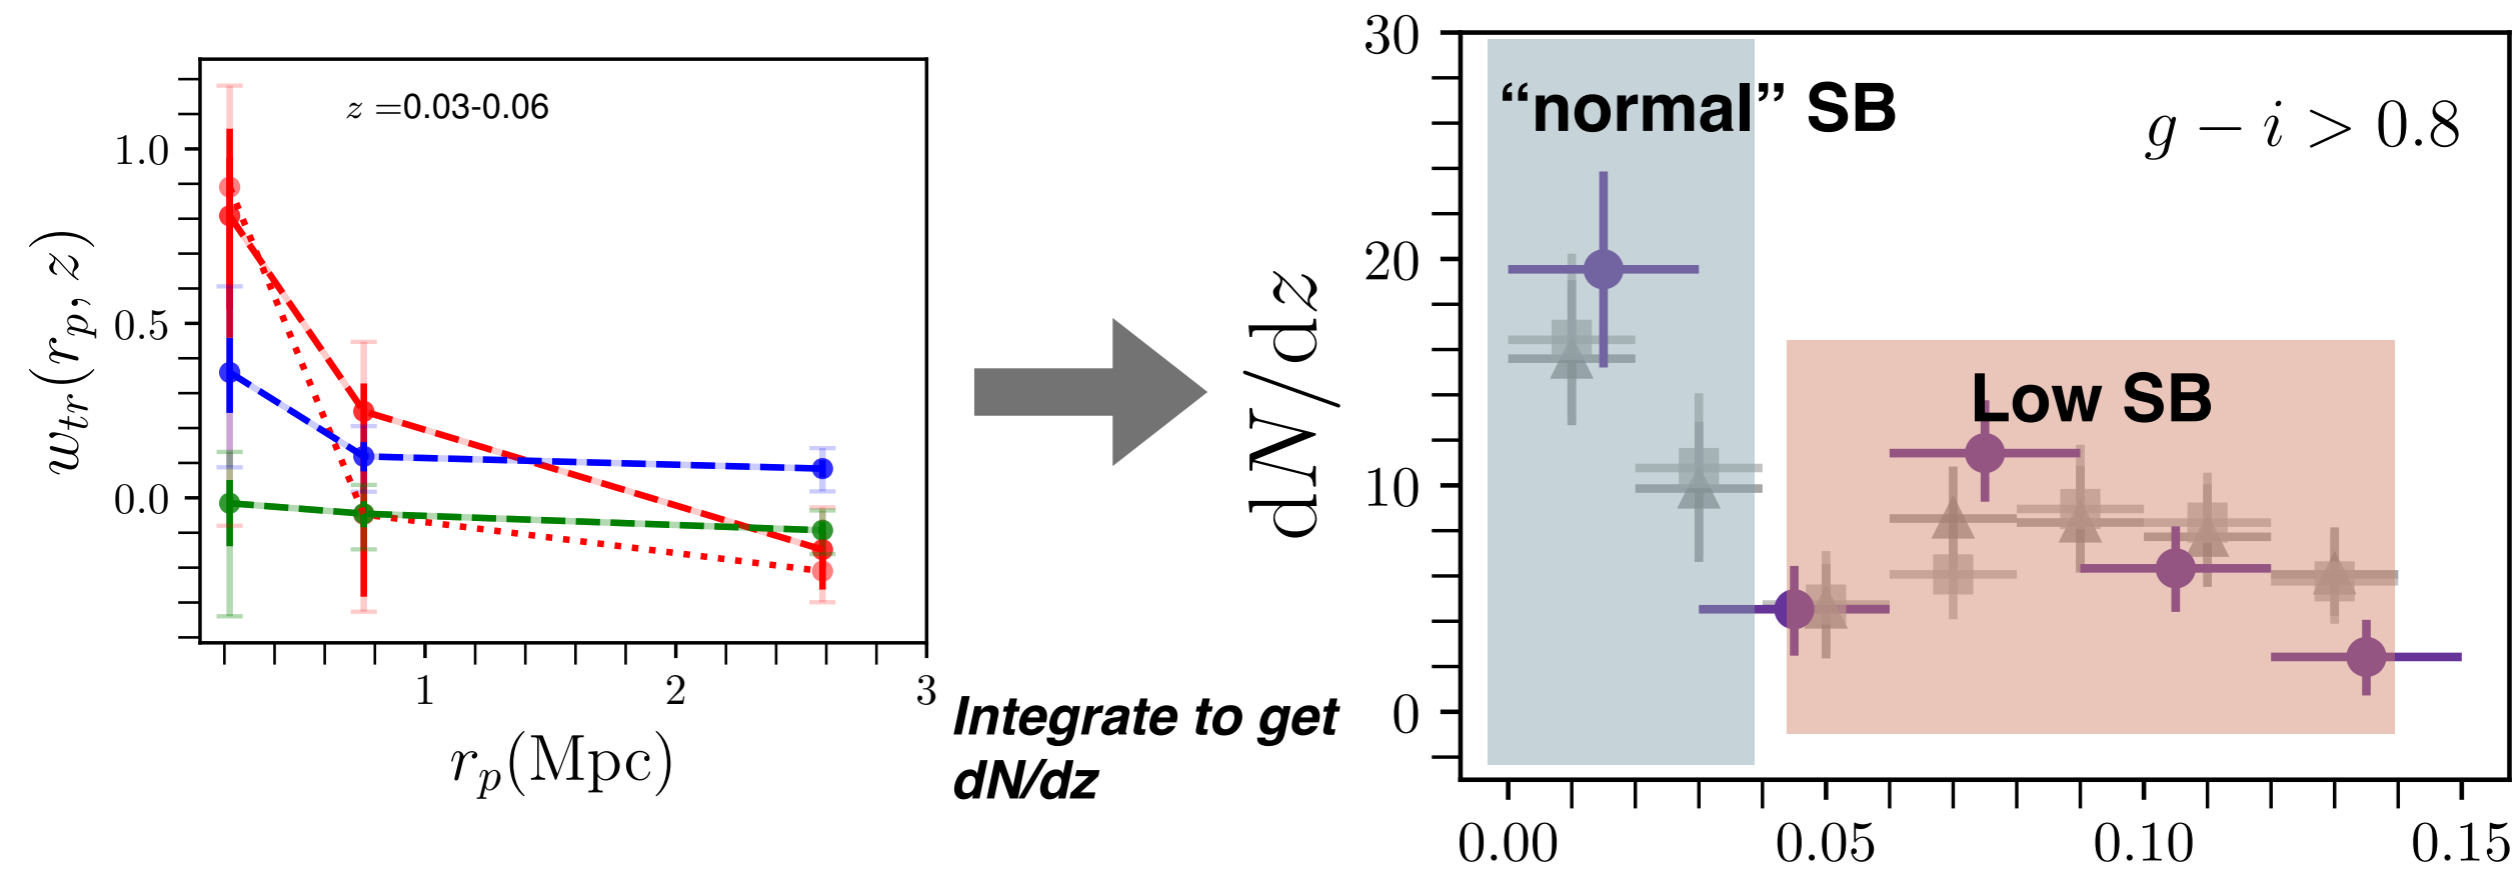 z =0.03-0.06
1.0
0.5
0.0
w_{tr}(r_p, z)
1 2 3
r_p(Mpc)
Integrate to get
dN/dz
30
20
10
0
dN/dz
“normal” SB
g − i > 0.8
Low SB
0.00 0.05 0.10 0.15